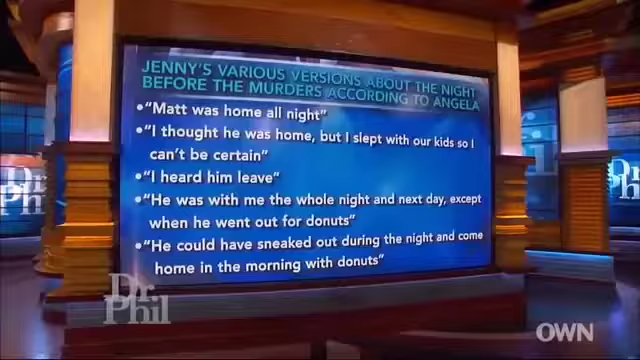 JENNY'S VARIOUS VERSIONS ABOUT THE NIGHT
BEFORE THE MURDERS ACCORDING TO ANGELA
•"Matt was home all night"
•"I thought he was home, but I slept with our kids so I
can't be certain"
•"I heard him leave"
•"He was with me the whole night and next day, except
when he went out for donuts"
•"He could have sneaked out during the night and come
home in the morning with donuts"
Dr.
Phil
Dr.
Phil
OWN